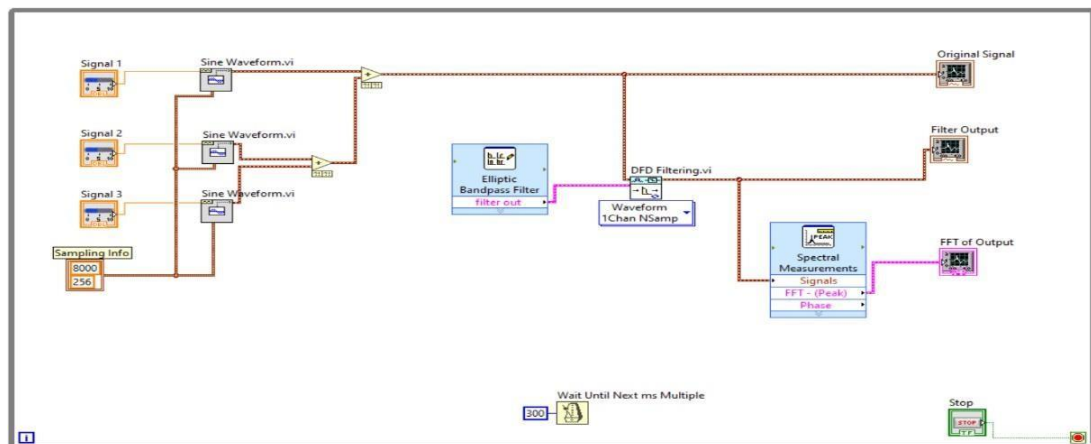 Signal 1
Sine Waveform.vi
Original Signal
Signal 2
Sine Waveform.vi
Filter Output
Elliptic
Bandpass Filter
filter out
DFD Filtering.vi
Waveform
1Chan NSamp
Signal 3
Sine Waveform.vi
Sampling Info
8000
256
PEAK
Spectral
Measurements
Signals
FFT - (Peak)
Phase
FFT of Output
Wait Until Next ms Multiple
300
Stop
STOP
TF
i